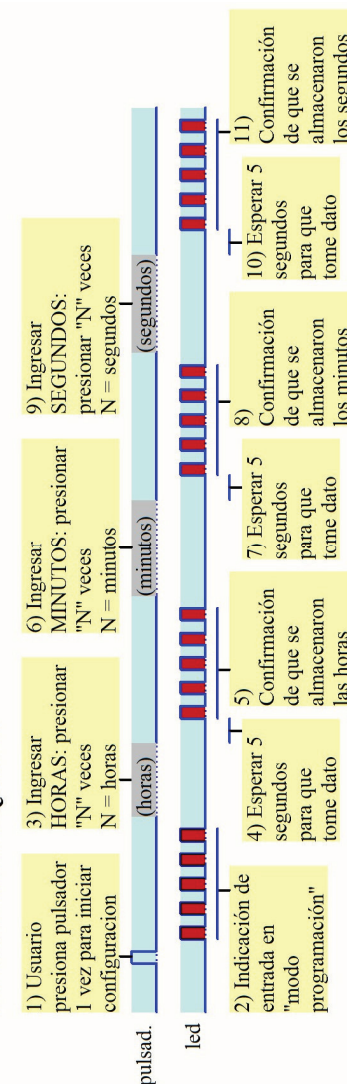 1) Usuario
presiona pulsador
1 vez para iniciar
configuracion
3) Ingresar
HORAS: presionar
"N" veces
N = horas
6) Ingresar
MINUTOS: presionar
"N" veces
N = minutos
9) Ingresar
SEGUNDOS:
presionar "N" veces
N = segundos
pulsad.
(horas)
(minutos)
(segundos)
led
2) Indicación de
entrada en
"modo
programación"
4) Esperar 5
segundos
para que
tome dato
5)
Confirmación
de que se
almacenaron
las horas
7) Esperar 5
segundos
para que
tome dato
8)
Confirmación
de que se
almacenaron
los minutos
10) Esperar 5
segundos
para que
tome dato
11)
Confirmación
de que se
almacenaron
los segundos